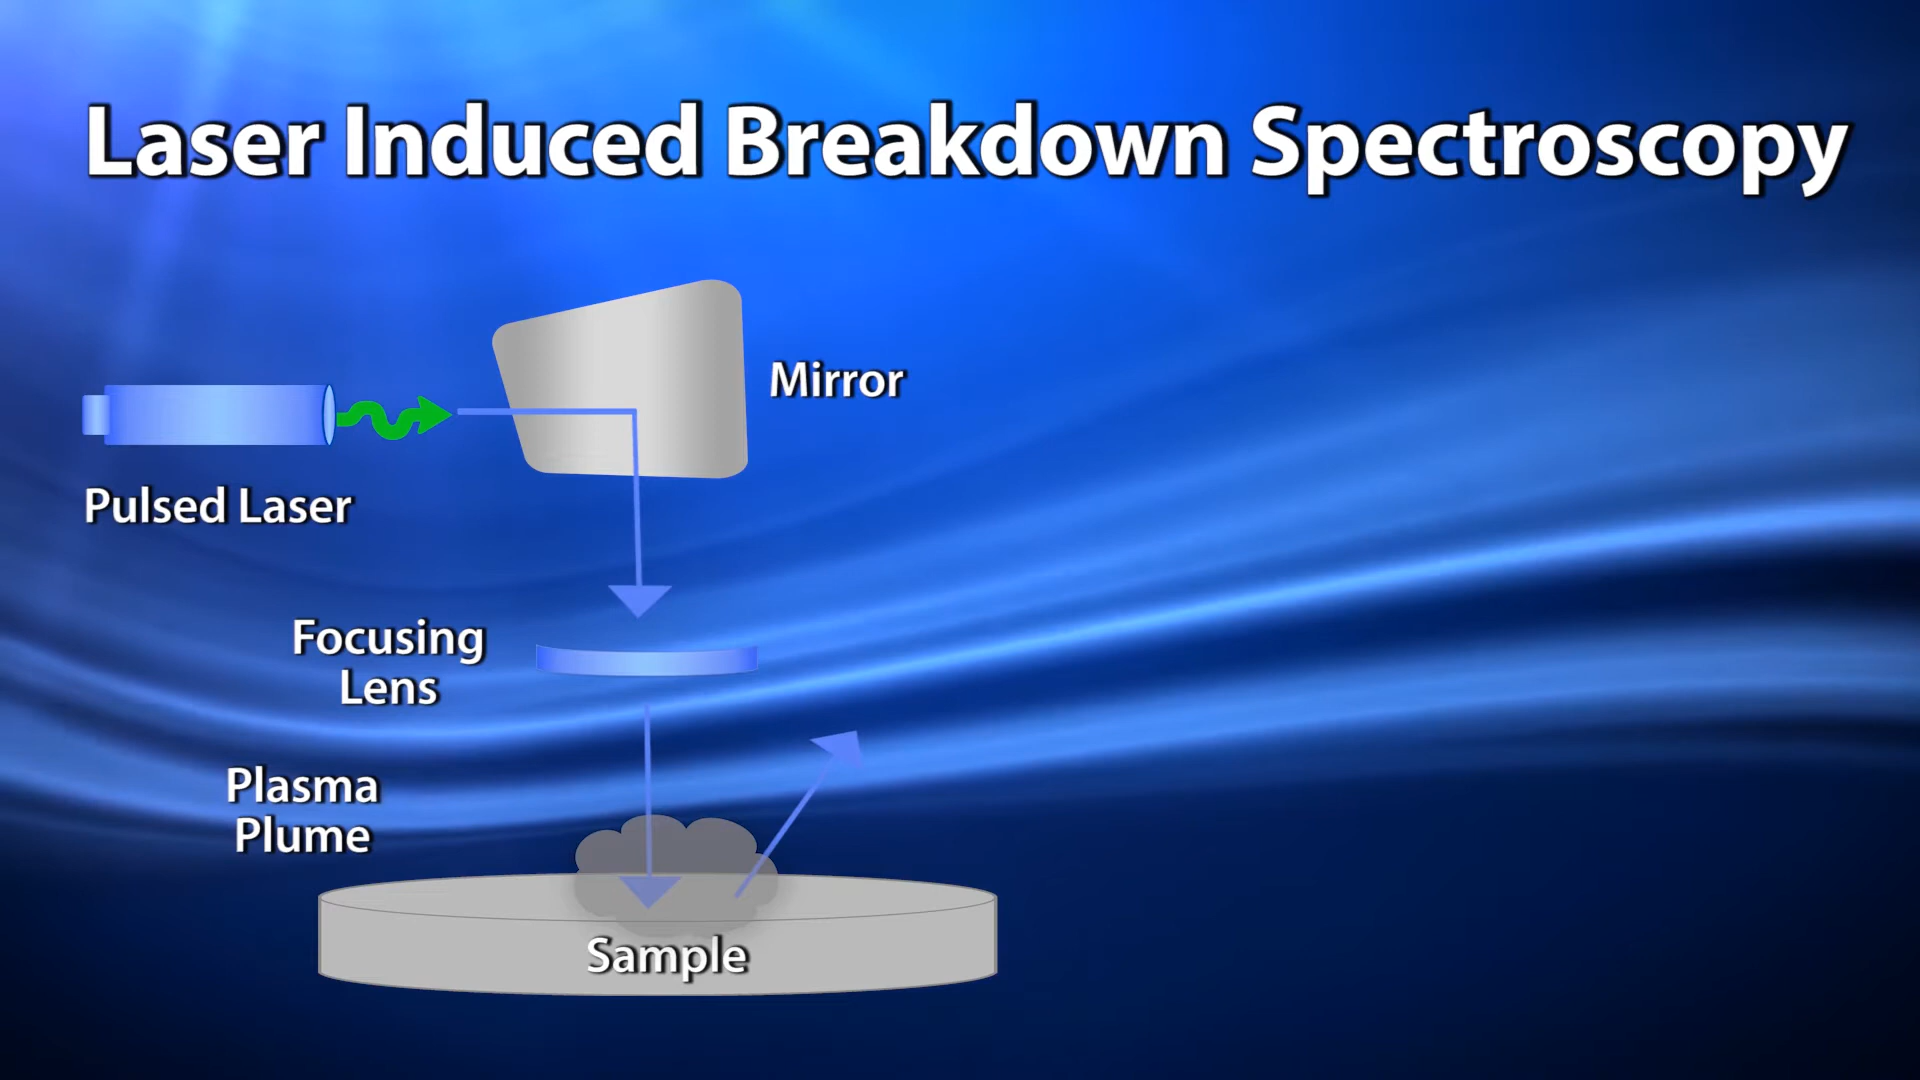 Laser Induced Breakdown Spectroscopy
Mirror
Pulsed Laser
Focusing
Lens
Plasma
Plume
Sample